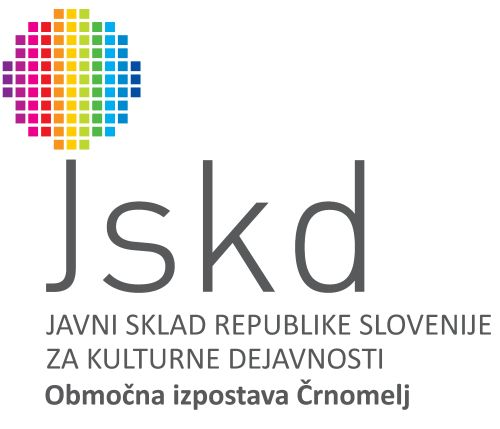 Jskd
JAVNI SKLAD REPUBLIKE SLOVENIJE
ZA KULTURNE DEJAVNOSTI
Območna izpostava Črnomelj